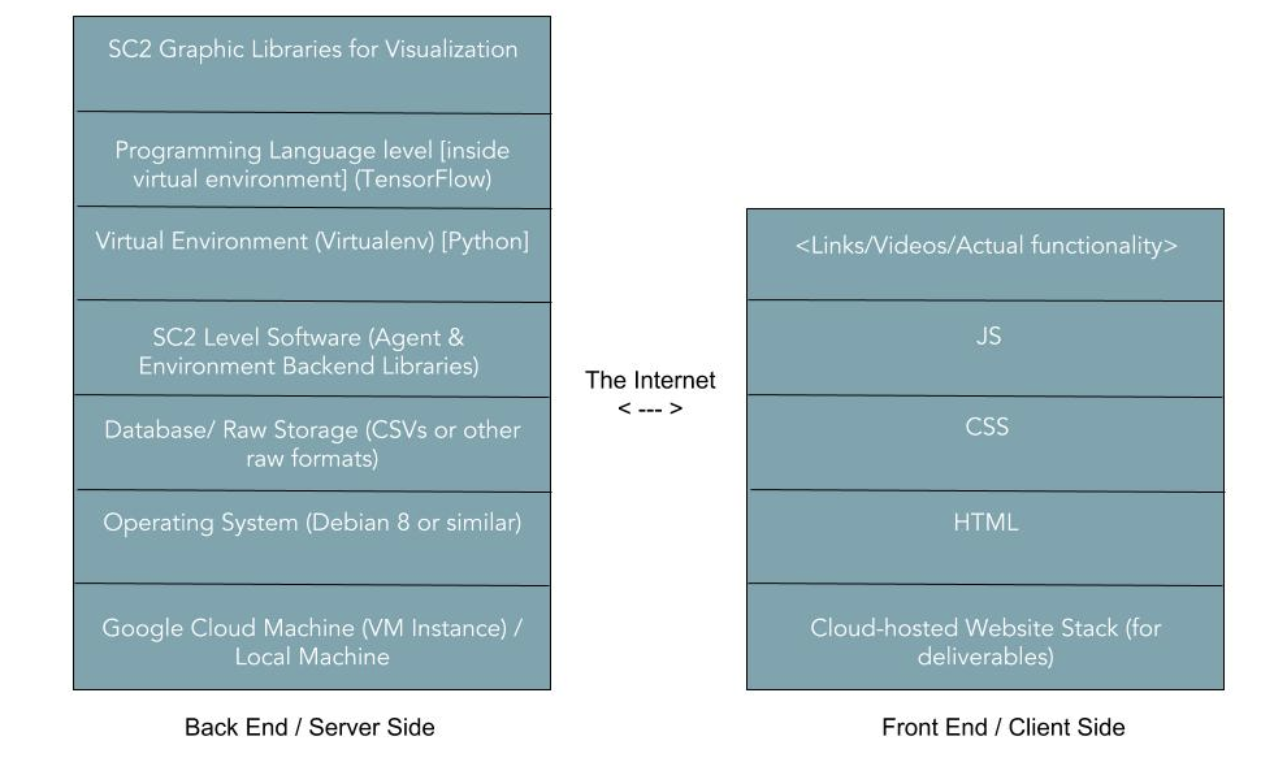 SC2 Graphic Libraries for Visualization
Programming Language level [inside
virtual environment] (TensorFlow)
Virtual Environment (Virtualenv) [Python]
SC2 Level Software (Agent &
Environment Backend Libraries)
Database/ Raw Storage (CSVs or other
raw formats)
Operating System (Debian 8 or similar)
Google Cloud Machine (VM Instance) /
Local Machine
Back End / Server Side
The Internet
< --- >
<Links/Videos/Actual functionality>
JS
CSS
HTML
Cloud-hosted Website Stack (for
deliverables)
Front End / Client Side